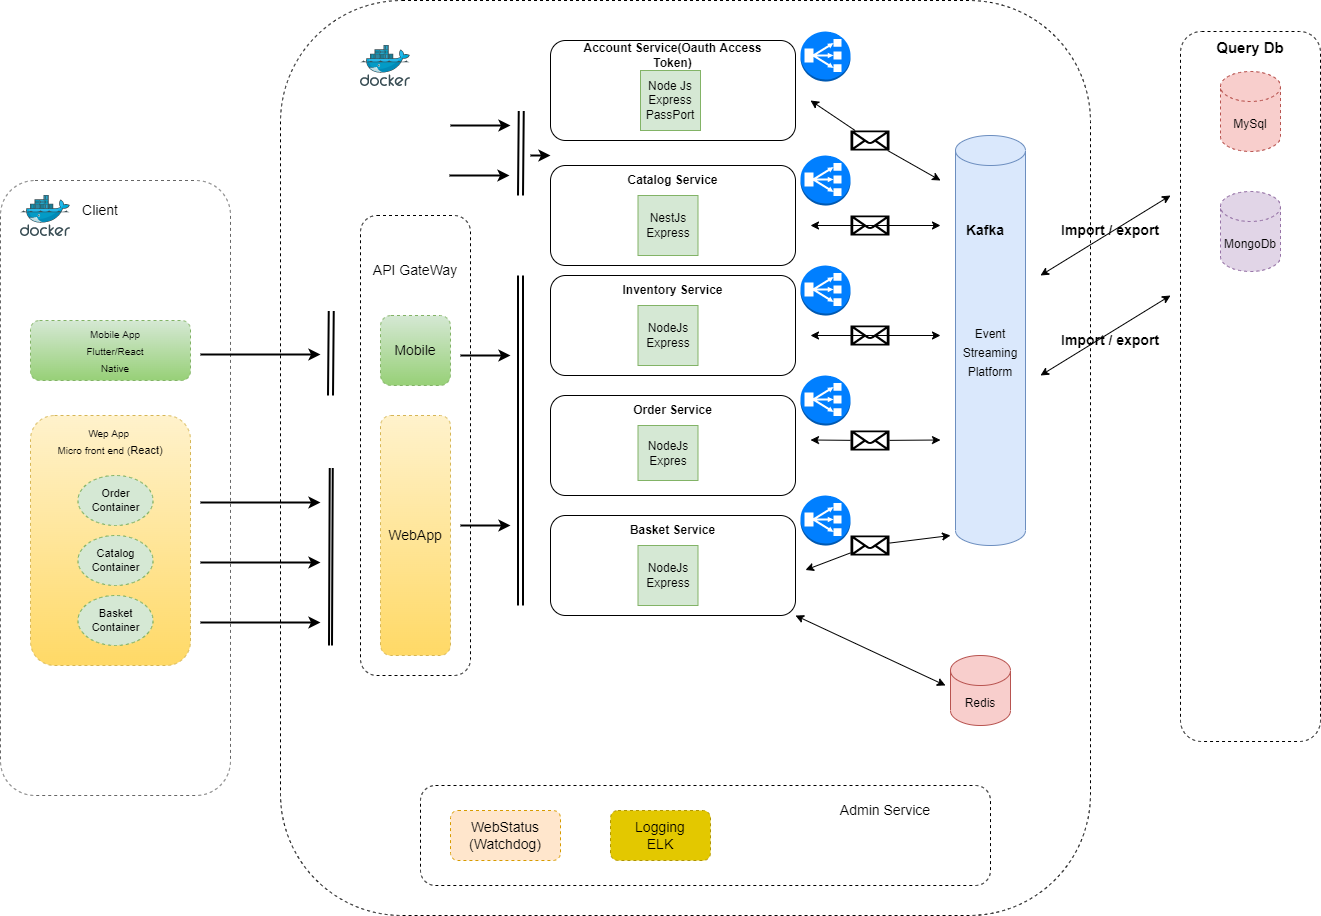 docker
Client
Mobile App
Flutter/React
Native
Wep App
Micro front end (React)
Order
Container
Catalog
Container
Basket
Container
docker
API GateWay
Mobile
WebApp
Account Service(Oauth Access
Token)
Node Js
Express
PassPort
Catalog Service
NestJs
Express
Inventory Service
NodeJs
Express
Order Service
NodeJs
Expres
Basket Service
NodeJs
Express
Kafka
Event
Streaming
Platform
Redis
Import / export
Import / export
Query Db
MySql
MongoDb
Admin Service
WebStatus
(Watchdog)
Logging
ELK